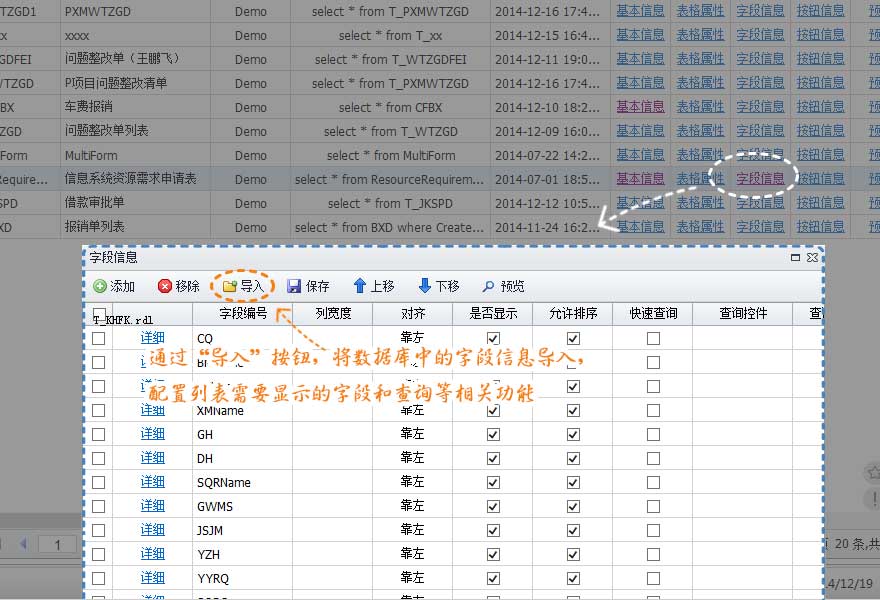 TZGD1 PXMWTZGD Demo select * from T_PXMWTZGD 2014-12-16 17:4... 基本信息 表格属性 字段信息 按钮信息 预
xx xxxx Demo select * from T_xx 2014-12-16 15:4... 基本信息 表格属性 字段信息 按钮信息 预
GDFEI 问题整改单（王鹏飞） Demo select * from T_WTZGDFEI 2014-12-11 19:0... 基本信息 表格属性 字段信息 按钮信息 预
WTZGD P项目问题整改清单 Demo select * from T_PXMWTZGD 2014-12-16 17:4... 基本信息 表格属性 字段信息 按钮信息 预
FBX 车费报销 Demo select * from CFBX 2014-12-10 18:2... 基本信息 表格属性 字段信息 按钮信息 预
ZGD 问题整改单列表 Demo select * from T_WTZGD 2014-12-09 16:0... 基本信息 表格属性 字段信息 按钮信息 预
Form MultiForm Demo select * from MultiForm 2014-07-22 14:2... 基本信息 表格属性 字段信息 按钮信息 预
Require... 信息系统资源需求申请表 Demo select * from ResourceRequirem... 2014-07-01 18:5... 基本信息 表格属性 字段信息 按钮信息 预
KSPD 借款审批单 Demo select * from T_JKSPD 2014-12-12 10:5... 基本信息 表格属性 字段信息 按钮信息 预
XD 报销单列表 Demo select * from BXD where Create... 2014-11-24 16:2... 基本信息 表格属性 字段信息 按钮信息 预
字段信息
添加 移除 导入 保存 上移 下移 预览
T_KHFK.rdl 字段编号 列宽度 对齐 是否显示 允许排序 快速查询 查询控件 查
详细 CQ 靠左
通过“导入”按钮，将数据库中的字段信息导入，
配置列表需要显示的字段和查询等相关功能
详细 XMName 靠左
详细 GH 靠左
详细 DH 靠左
详细 SQRName 靠左
详细 GWMS 靠左
详细 JSJM 靠左
详细 YZH 靠左
详细 YYRQ 靠左
1
20 条,共
14/12/19